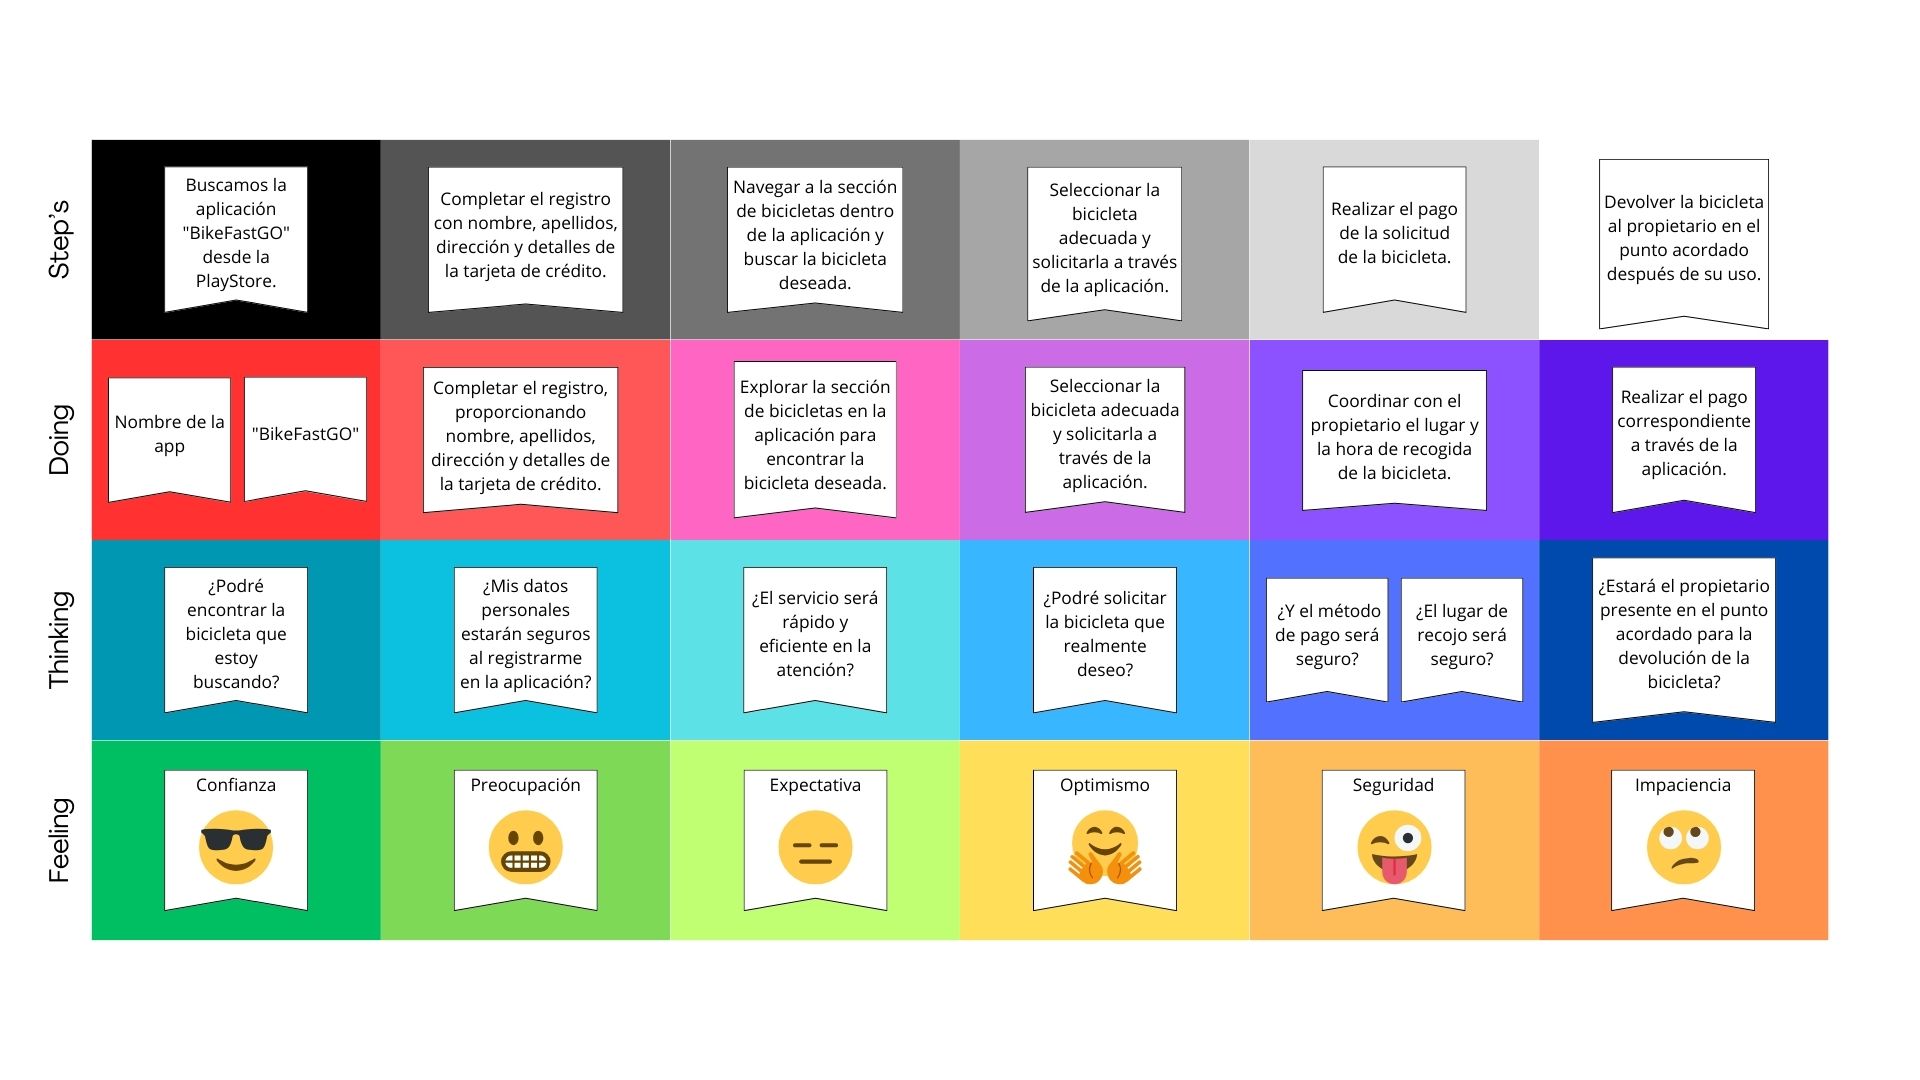 Step's
Buscamos la
aplicación
"BikeFastGO"
desde la
PlayStore.
Completar el registro
con nombre, apellidos,
dirección y detalles de
la tarjeta de crédito.
Navegar a la sección
de bicicletas dentro
de la aplicación y
buscar la bicicleta
deseada.
Seleccionar la
bicicleta
adecuada y
solicitarla a través
de la aplicación.
Realizar el pago
de la solicitud
de la bicicleta.
Devolver la bicicleta
al propietario en el
punto acordado
después de su uso.
Doing
Nombre de la
app
"BikeFastGO"
Completar el registro,
proporcionando
nombre, apellidos,
dirección y detalles de
la tarjeta de crédito.
Explorar la sección
de bicicletas en la
aplicación para
encontrar la
bicicleta deseada.
Seleccionar la
bicicleta adecuada
y solicitarla a
través de la
aplicación.
Coordinar con el
propietario el lugar y
la hora de recogida
de la bicicleta.
Realizar el pago
correspondiente
a través de la
aplicación.
Thinking
¿Podré
encontrar la
bicicleta que
estoy
buscando?
¿Mis datos
personales
estarán seguros
al registrarme
en la aplicación?
¿El servicio será
rápido y
eficiente en la
atención?
¿Podré solicitar
la bicicleta que
realmente
deseo?
¿Y el método
de pago será
seguro?
¿El lugar de
recojo será
seguro?
¿Estará el propietario
presente en el punto
acordado para la
devolución de la
bicicleta?
Feeling
Confianza
Preocupación
Expectativa
Optimismo
Seguridad
Impaciencia